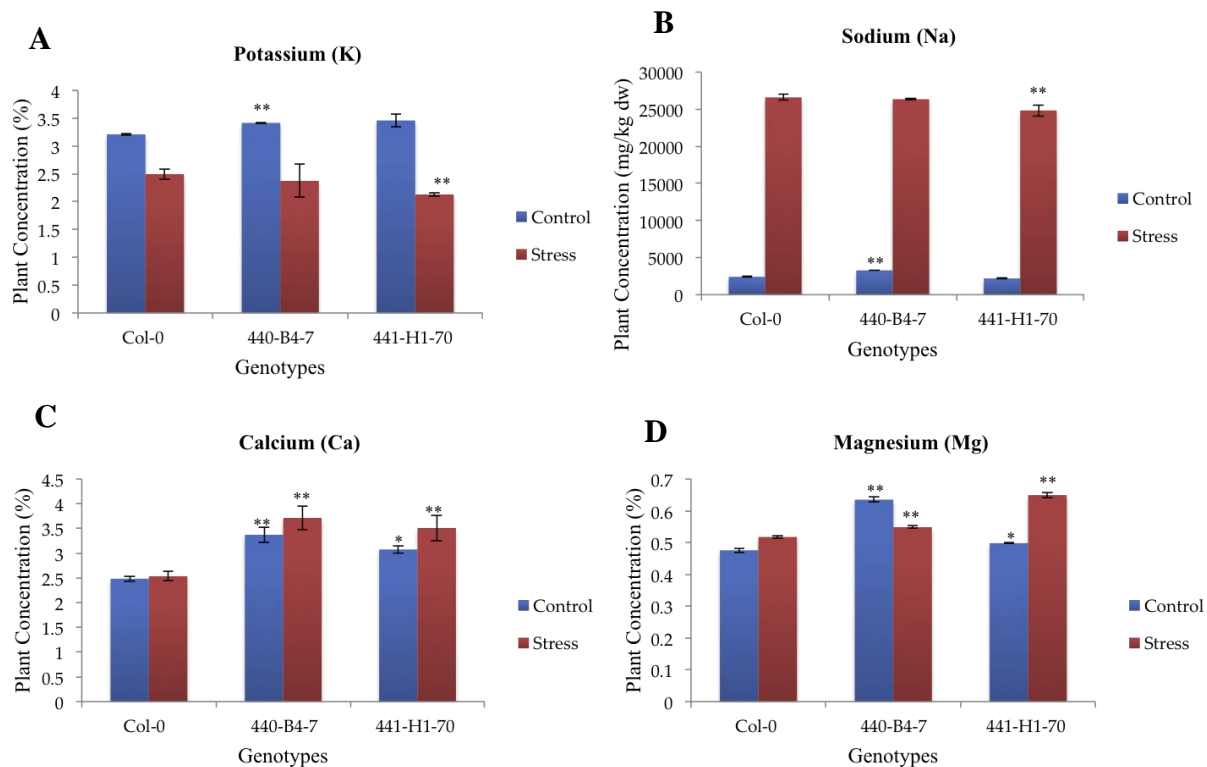 A
Potassium (K)
Plant Concentration (%)
4
3.5
3
2.5
2
1.5
1
0.5
0
**
**
Col-0
440-B4-7
441-H1-70
Genotypes
Control
Stress
B
Sodium (Na)
Plant Concentration (mg/kg dw)
30000
25000
20000
15000
10000
5000
0
**
**
Col-0
440-B4-7
441-H1-70
Genotypes
Control
Stress
C
Calcium (Ca)
Plant Concentration (%)
4.5
4
3.5
3
2.5
2
1.5
1
0.5
0
**
**
*
**
Col-0
440-B4-7
441-H1-70
Genotypes
Control
Stress
D
Magnesium (Mg)
Plant Concentration (%)
0.7
0.6
0.5
0.4
0.3
0.2
0.1
0
**
**
*
**
Col-0
440-B4-7
441-H1-70
Genotypes
Control
Stress